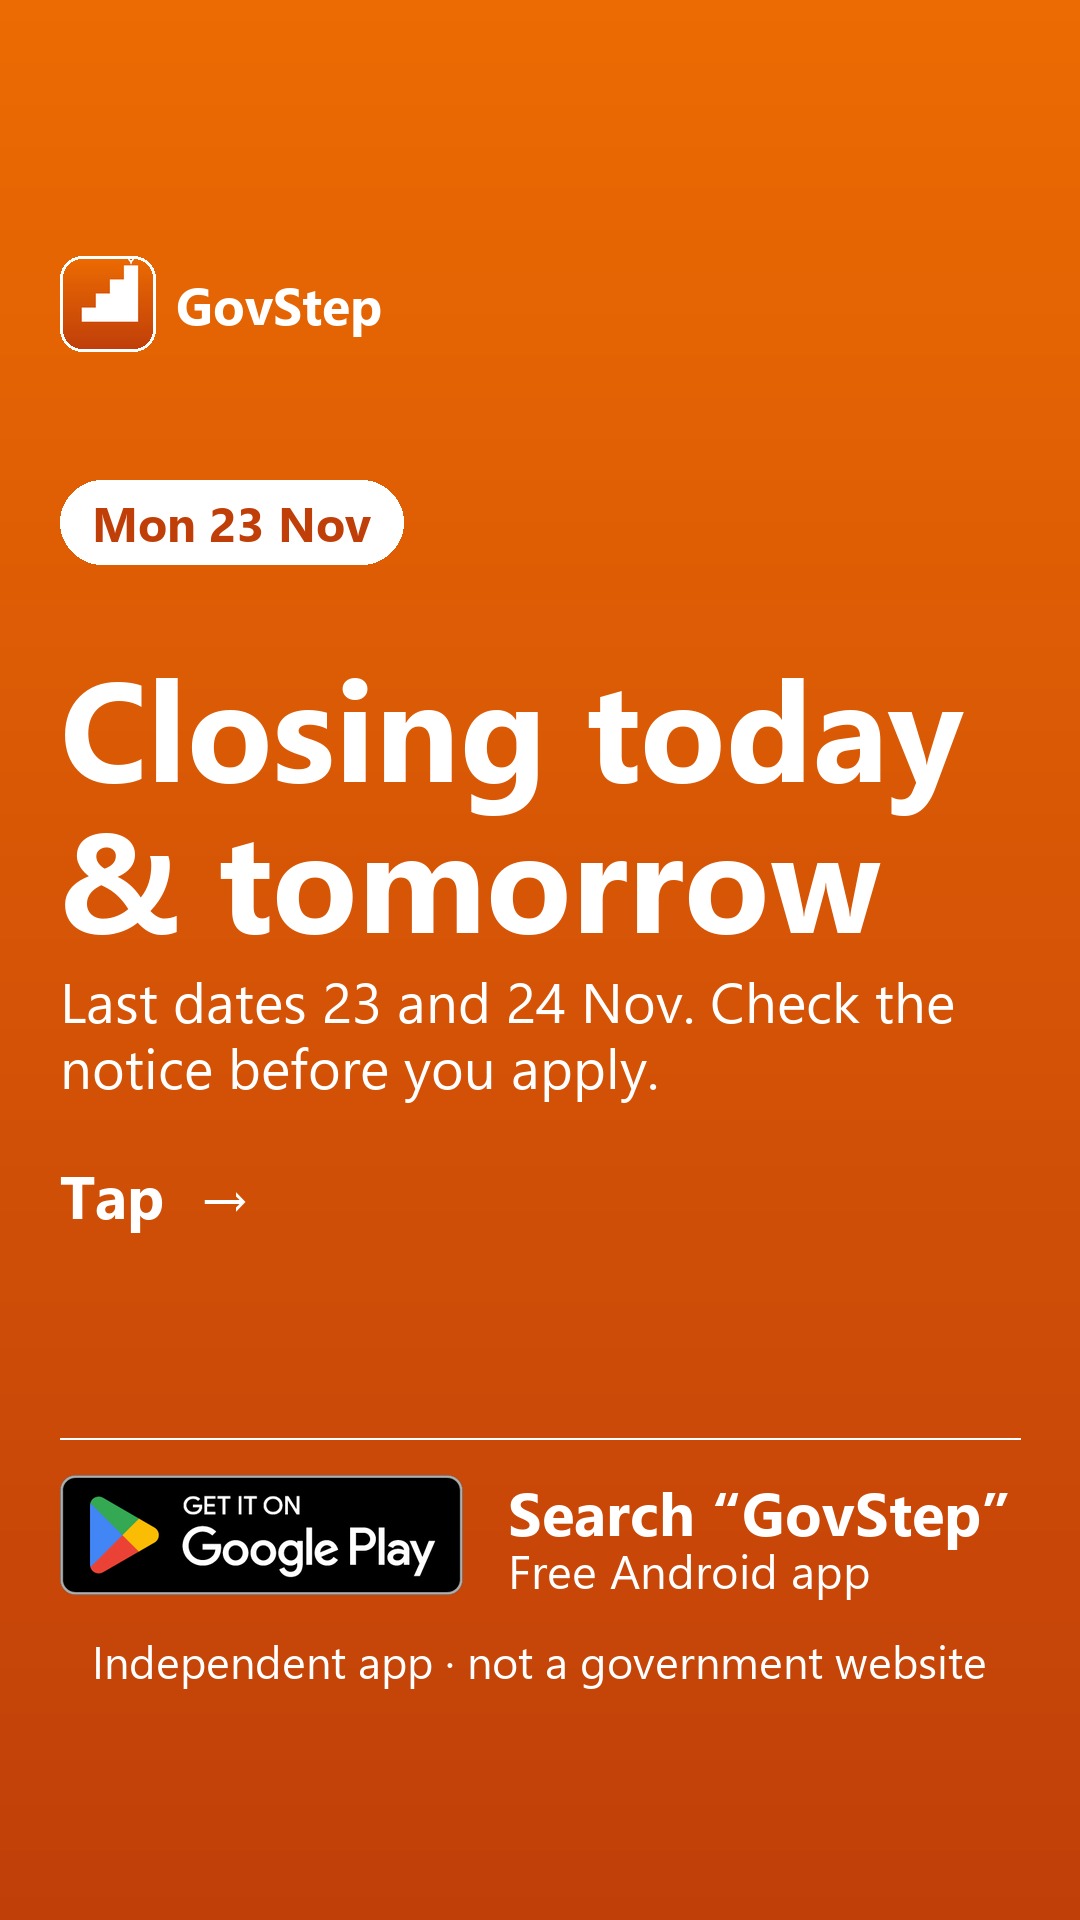 GovStep
Mon 23 Nov
Closing today
& tomorrow
Last dates 23 and 24 Nov. Check the
notice before you apply.
Tap →
GET IT ON
Google Play
Search “GovStep”
Free Android app
Independent app · not a government website